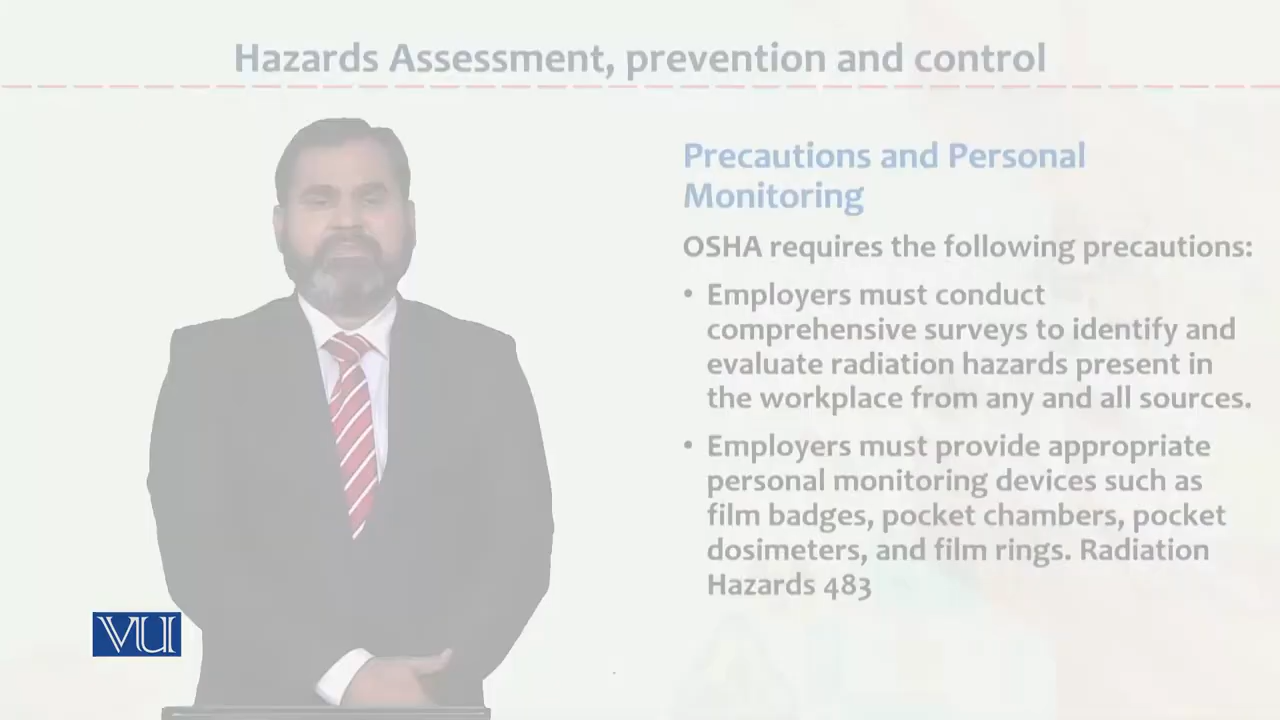 Hazards Assessment, prevention and control
Precautions and Personal
Monitoring
OSHA requires the following precautions:
• Employers must conduct
comprehensive surveys to identify and
evaluate radiation hazards present in
the workplace from any and all sources.
• Employers must provide appropriate
personal monitoring devices such as
film badges, pocket chambers, pocket
dosimeters, and film rings. Radiation
Hazards 483
VU